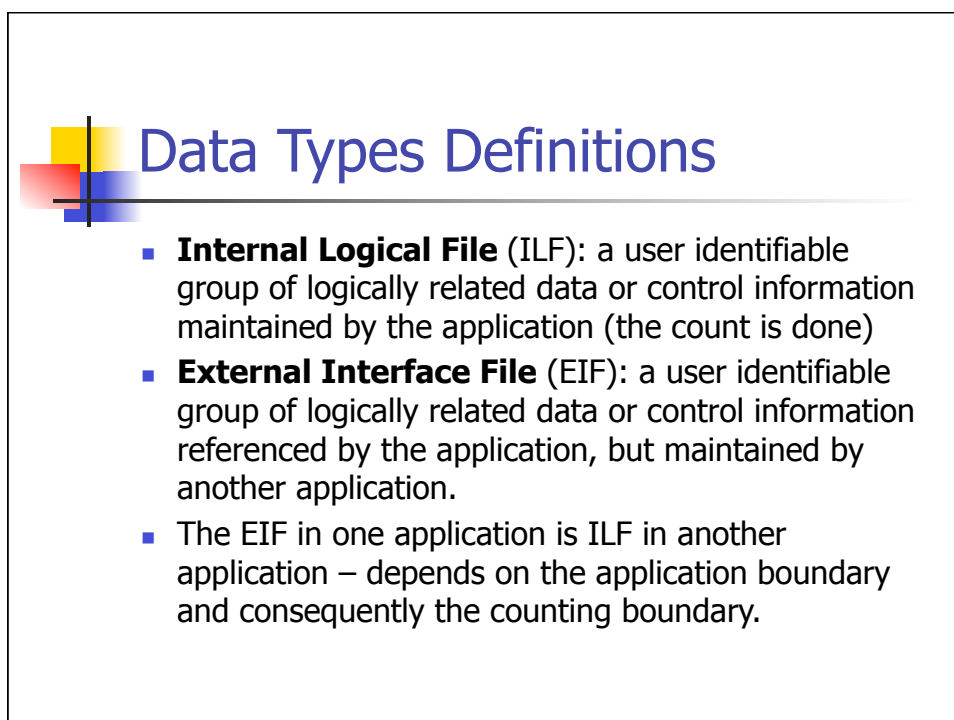 Data Types Definitions
Internal Logical File (ILF): a user identifiable
group of logically related data or control information
maintained by the application (the count is done)
External Interface File (EIF): a user identifiable
group of logically related data or control information
referenced by the application, but maintained by
another application.
The EIF in one application is ILF in another
application – depends on the application boundary
and consequently the counting boundary.